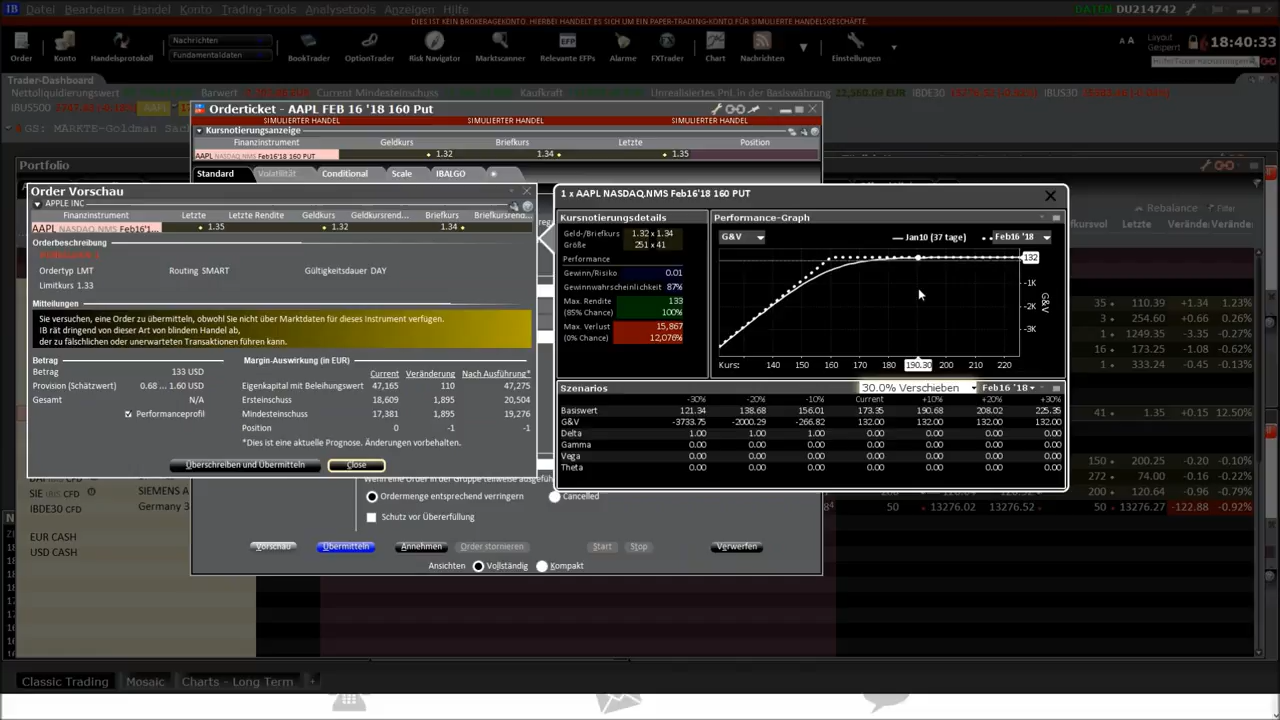 IB Datei Bearbeiten Handel Konto Trading-Tools Analysetools Anzeigen Hilfe DATEN DU214742
DIES IST KEIN BROKERAGEKONTO. HIERBEI HANDELT ES SICH UM EIN PAPER-TRADING-KONTO FÜR SIMULIERTE HANDELSGESCHÄFTE.
Order Konto Handelsprotokoll Nachrichten Fundamentaldaten BookTrader OptionTrader Risk Navigator Marktscanner EFP Relevante EFPs Alarme FXTrader Chart Nachrichten Einstellungen A A Layout Gesperrt 18:40:33
Trader-Dashboard
IBUS500
Portfolio
Orderticket - AAPL FEB 16 '18 160 Put
SIMULIERTER HANDEL SIMULIERTER HANDEL SIMULIERTER HANDEL
Kursnotierungsanzeige
Finanzinstrument Geldkurs Briefkurs Letzte Position
AAPL NASDAQ.NMS Feb16'18 160 PUT 1.32 1.34 1.35
Standard Volatilität Conditional Scale IBALGO
Order Vorschau
APPLE INC
Finanzinstrument Letzte Letzte Rendite Geldkurs Geldkursrend... Briefkurs Briefkursrend...
AAPL NASDAQ.NMS Feb16'1... 1.35 1.32 1.34
Orderbeschreibung
Ordertyp LMT Routing SMART Gültigkeitsdauer DAY
Limitkurs 1.33
Mitteilungen
Sie versuchen, eine Order zu übermitteln, obwohl Sie nicht über Marktdaten für dieses Instrument verfügen.
IB rät dringend von dieser Art von blindem Handel ab,
der zu fälschlichen oder unerwarteten Transaktionen führen kann.
Betrag Margin-Auswirkung (in EUR) Current Veränderung Nach Ausführung*
Betrag 133 USD Eigenkapital mit Beleihungswert 47,165 110 47,275
Provision (Schätzwert) 0.68 ... 1.60 USD Ersteinschuss 18,609 1,895 20,504
Gesamt N/A Mindesteinschuss 17,381 1,895 19,276
Performanceprofil Position 0 -1 -1
*Dies ist eine aktuelle Prognose. Änderungen vorbehalten.
Überschreiben und Übermitteln Close
1 x AAPL NASDAQ.NMS Feb16'18 160 PUT
Kursnotierungsdetails
Geld-/Briefkurs 1.32 x 1.34
Größe 251 x 41
Performance
Gewinn/Risiko 0.01
Gewinnwahrscheinlichkeit 87%
Max. Rendite 133
(85% Chance) 100%
Max. Verlust 15,867
(0% Chance) 12,076%
Performance-Graph
G&V Jan10 (37 tage) Feb16 '18
132
-1K
-2K
-3K
G&V
Kurs: 140 150 160 170 180 190.30 200 210 220
Szenarios 30.0% Verschieben Feb16 '18
-30% -20% -10% Current +10% +20% +30%
Basiswert 121.34 138.68 156.01 173.35 190.68 208.02 225.35
G&V -3733.75 -2000.29 -266.82 132.00 132.00 132.00 132.00
Delta 1.00 1.00 1.00 0.00 0.00 0.00 0.00
Gamma 0.00 0.00 0.00 0.00 0.00 0.00 0.00
Vega 0.00 0.00 0.00 0.00 0.00 0.00 0.00
Theta 0.00 0.00 0.00 0.00 0.00 0.00 0.00
Rebalance Filter
Letzte Verände Veränd
35 110.39 +1.34 1.23%
3 254.60 +0.66 0.26%
3 1249.35 -3.15 -0.25%
16 173.25 -1.08
1 333.24 -0.45 -0.13%
41 1.35 +0.15 12.50%
150 200.25 -0.20 -0.10%
272 74.00 -0.16 -0.22%
200 120.64 -0.96 -0.79%
50 13276.02 13276.52 50 13276.27 -122.88 -0.92%
SIE CFD SIEMENS A
IBDE30 CFD Germany 3
EUR CASH
USD CASH
Ordermenge entsprechend verringern Cancelled
Schutz vor Übererfüllung
Vorschau Übermitteln Annehmen Order stornieren Start Stop Verwerfen
Ansichten Vollständig Kompakt
Classic Trading Mosaic Charts - Long Term +